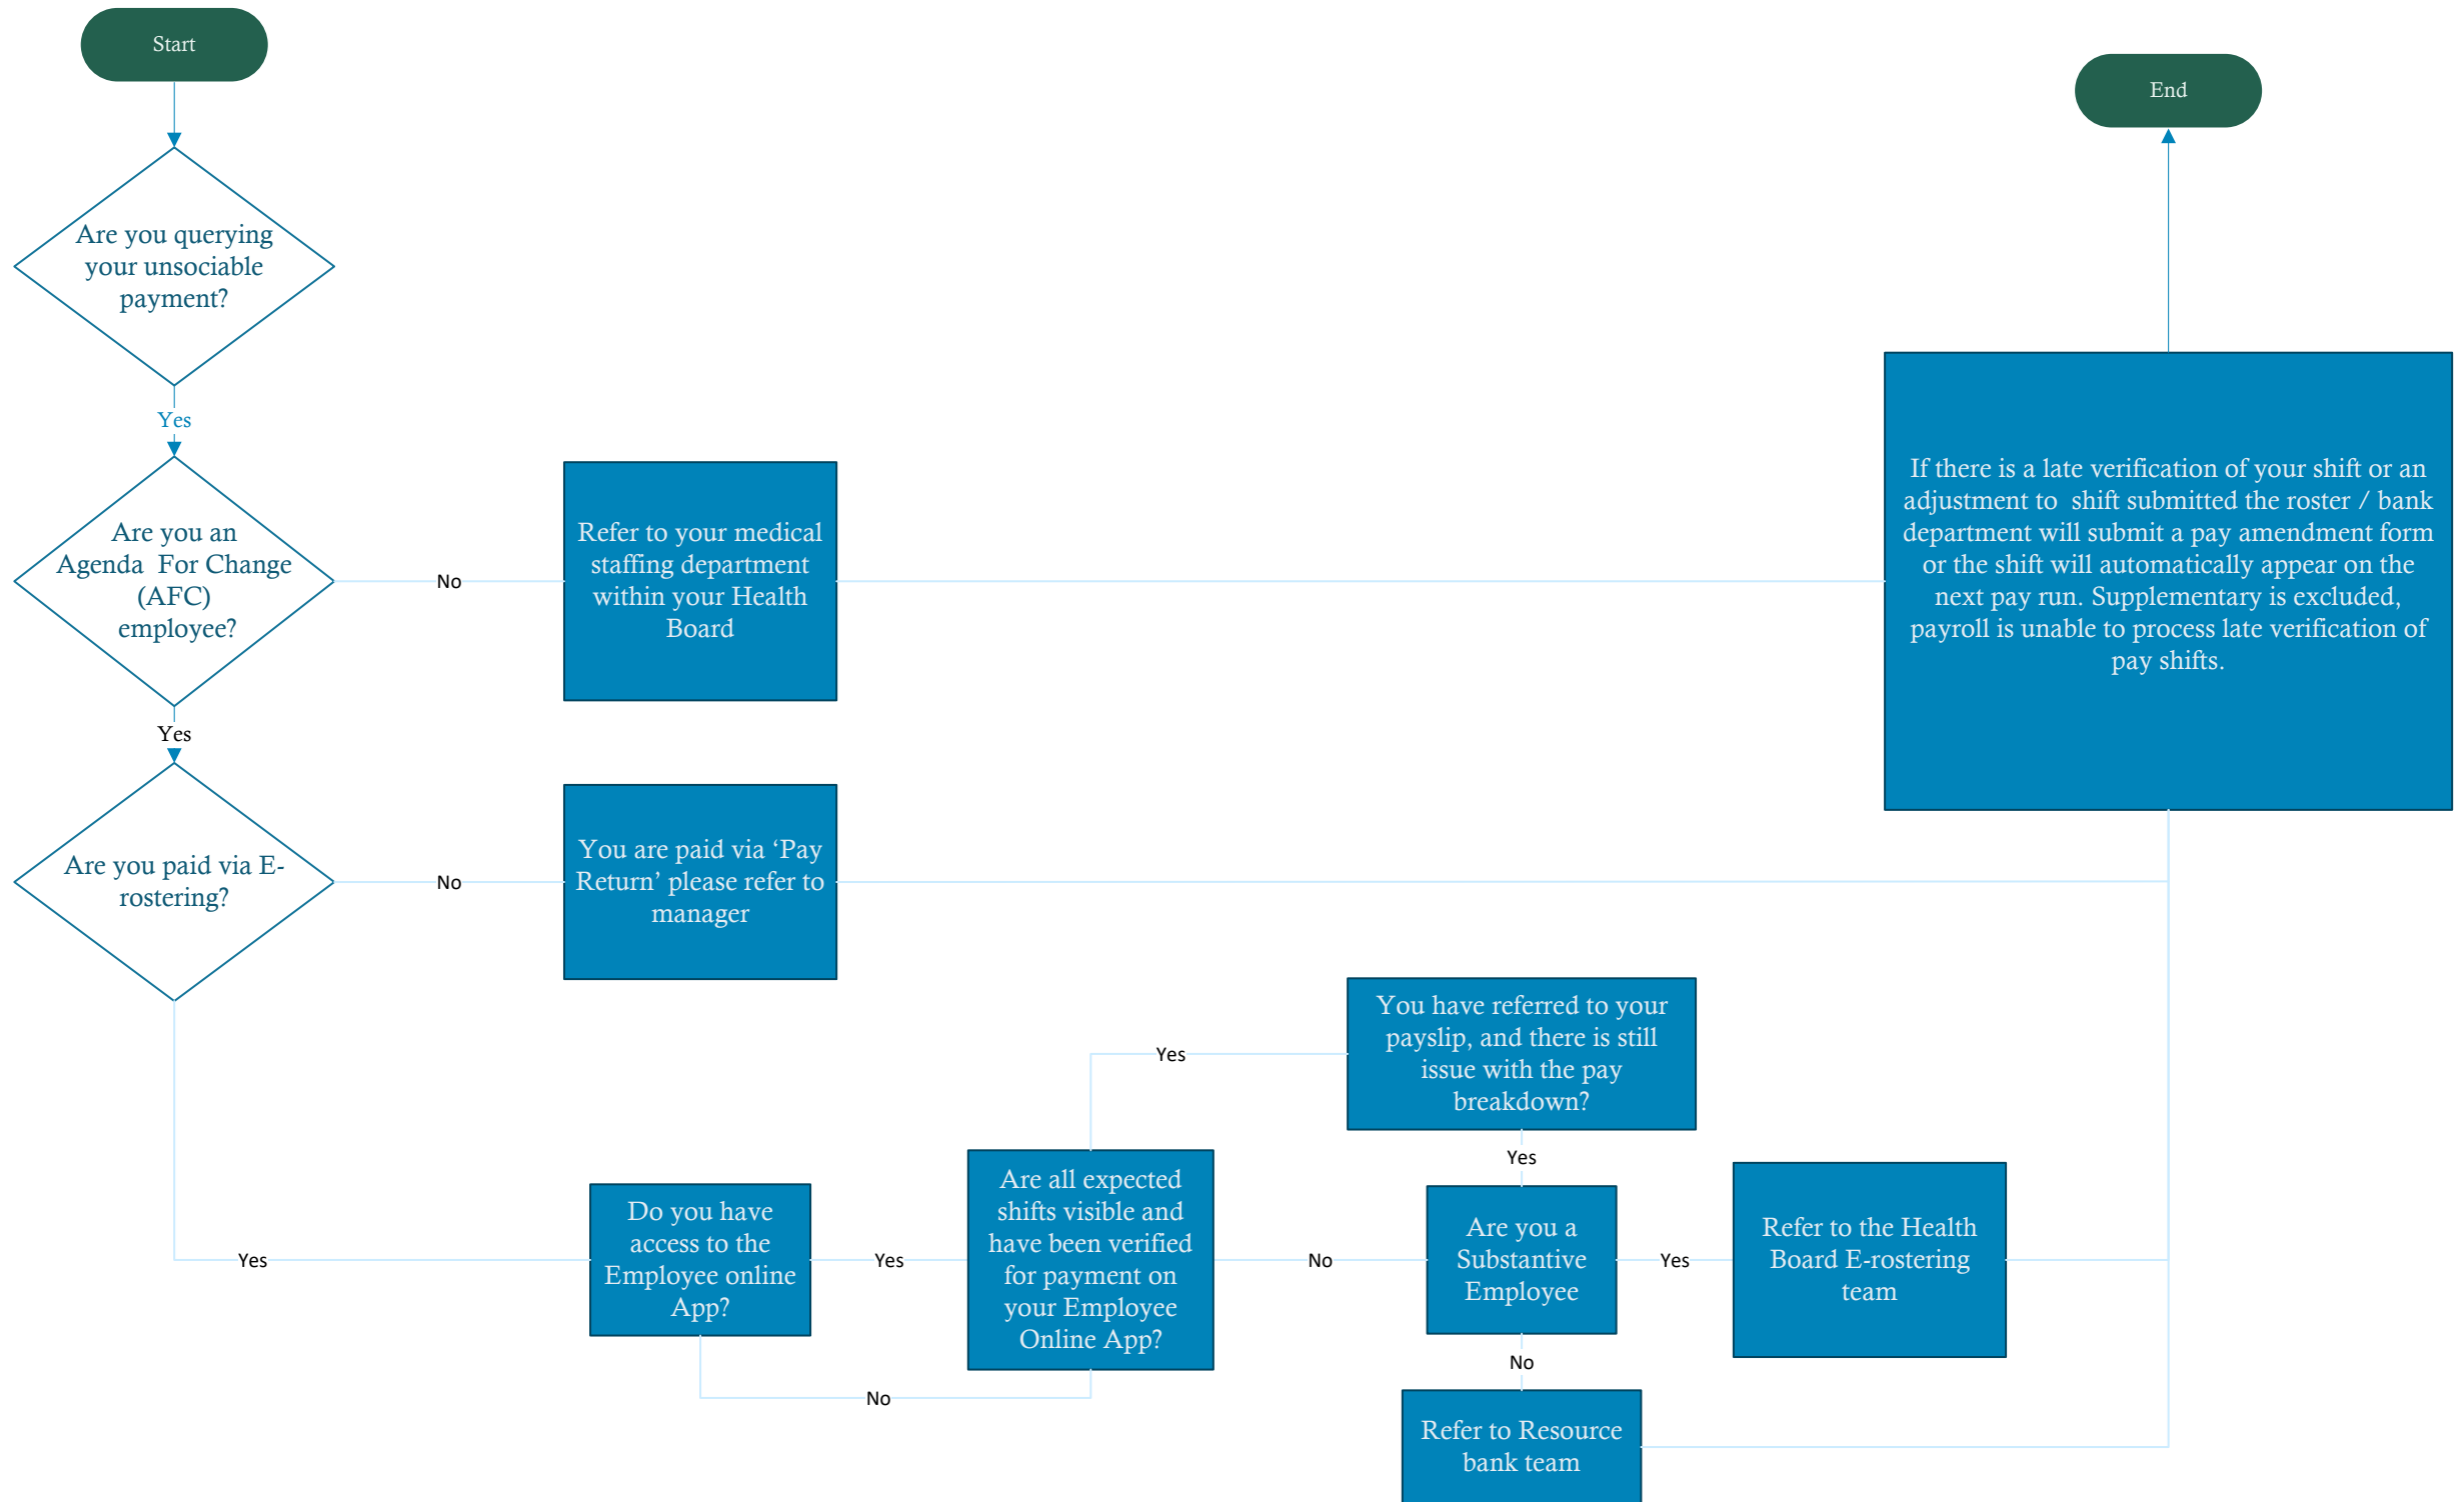 Start
End
Are you querying
your unsociable
payment?
Yes
Are you an
Agenda  For Change
(AFC)
employee?
No
Refer to your medical
staffing department
within your Health
Board
If there is a late verification of your shift or an
adjustment to  shift submitted the roster / bank
department will submit a pay amendment form
or the shift will automatically appear on the
next pay run. Supplementary is excluded,
payroll is unable to process late verification of
pay shifts.
Yes
Are you paid via E-
rostering?
No
You are paid via ‘Pay
Return’ please refer to
manager
Yes
Do you have
access to the
Employee online
App?
Yes
No
Are all expected
shifts visible and
have been verified
for payment on
your Employee
Online App?
Yes
You have referred to your
payslip, and there is still
issue with the pay
breakdown?
Yes
No
Are you a
Substantive
Employee
Yes
Refer to the Health
Board E-rostering
team
No
Refer to Resource
bank team